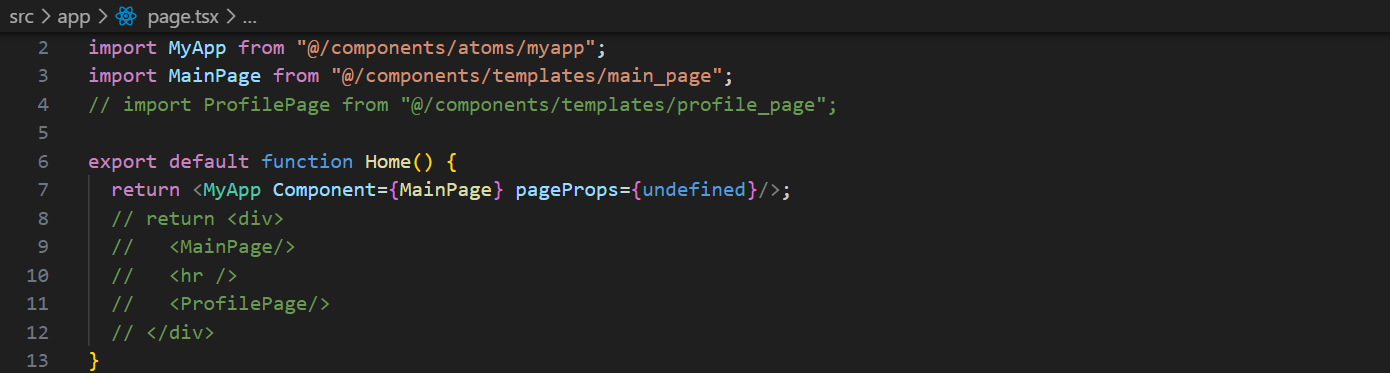 src > app > page.tsx > ...
2 import MyApp from "@/components/atoms/myapp";
3 import MainPage from "@/components/templates/main_page";
4 // import ProfilePage from "@/components/templates/profile_page";
5
6 export default function Home() {
7   return <MyApp Component={MainPage} pageProps={undefined}/>;
8   // return <div>
9   //   <MainPage/>
10   //   <hr />
11   //   <ProfilePage/>
12   // </div>
13 }